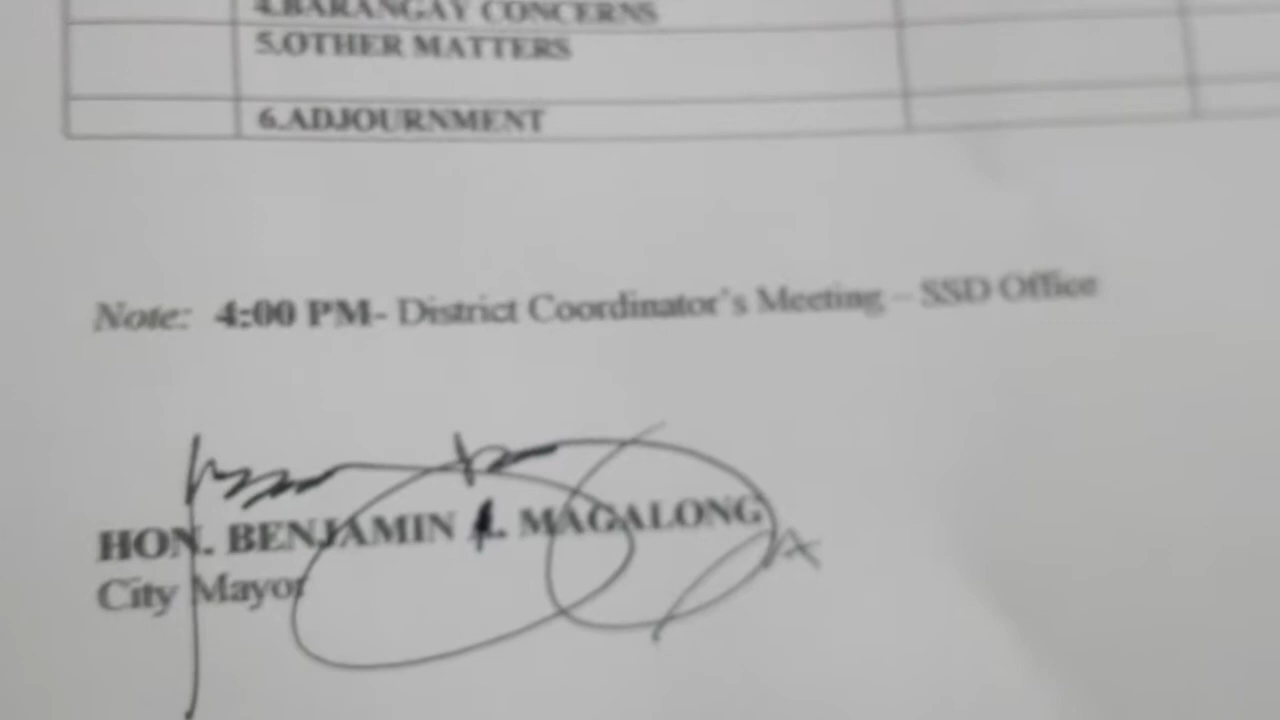 4.BARANGAY CONCERNS
5.OTHER MATTERS
6.ADJOURNMENT
Note: 4:00 PM- District Coordinator's Meeting – SSD Office
HON. BENJAMIN MAGALONG
City Mayor